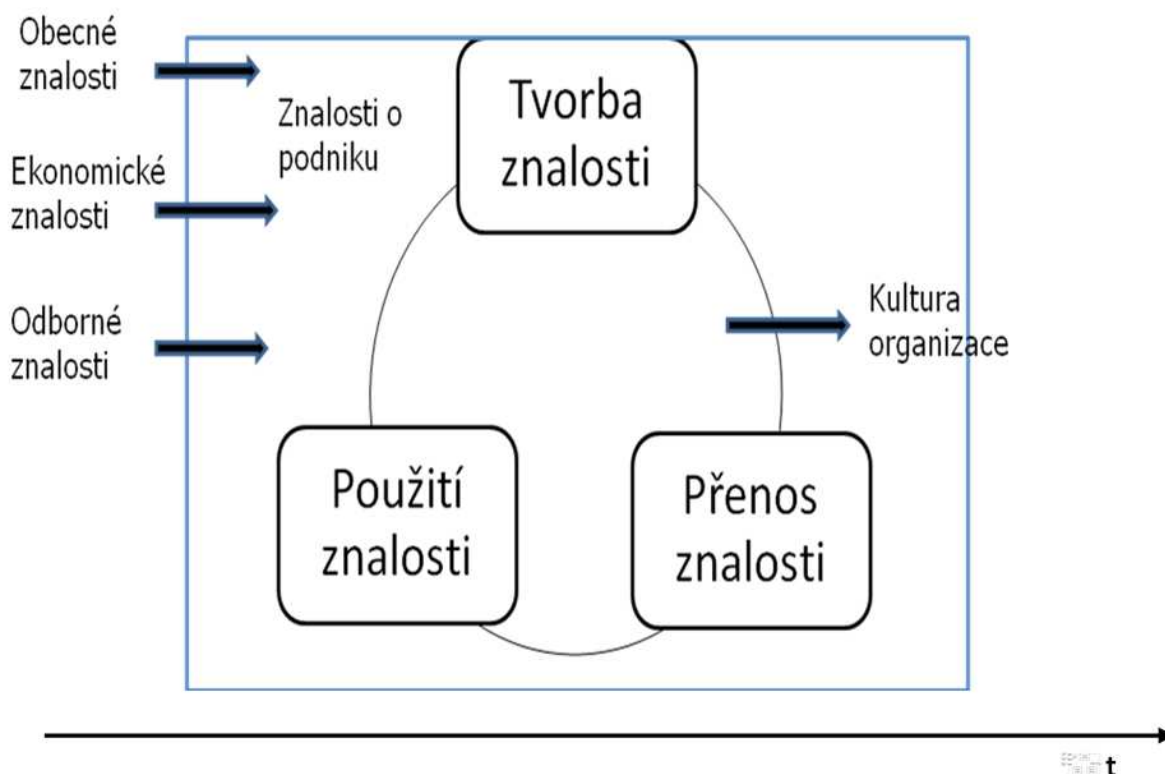 Obecné
znalosti
Ekonomické
znalosti
Odborné
znalosti
Znalosti o
podniku
Tvorba
znalosti
Kultura
organizace
Použití
znalosti
Přenos
znalosti
t